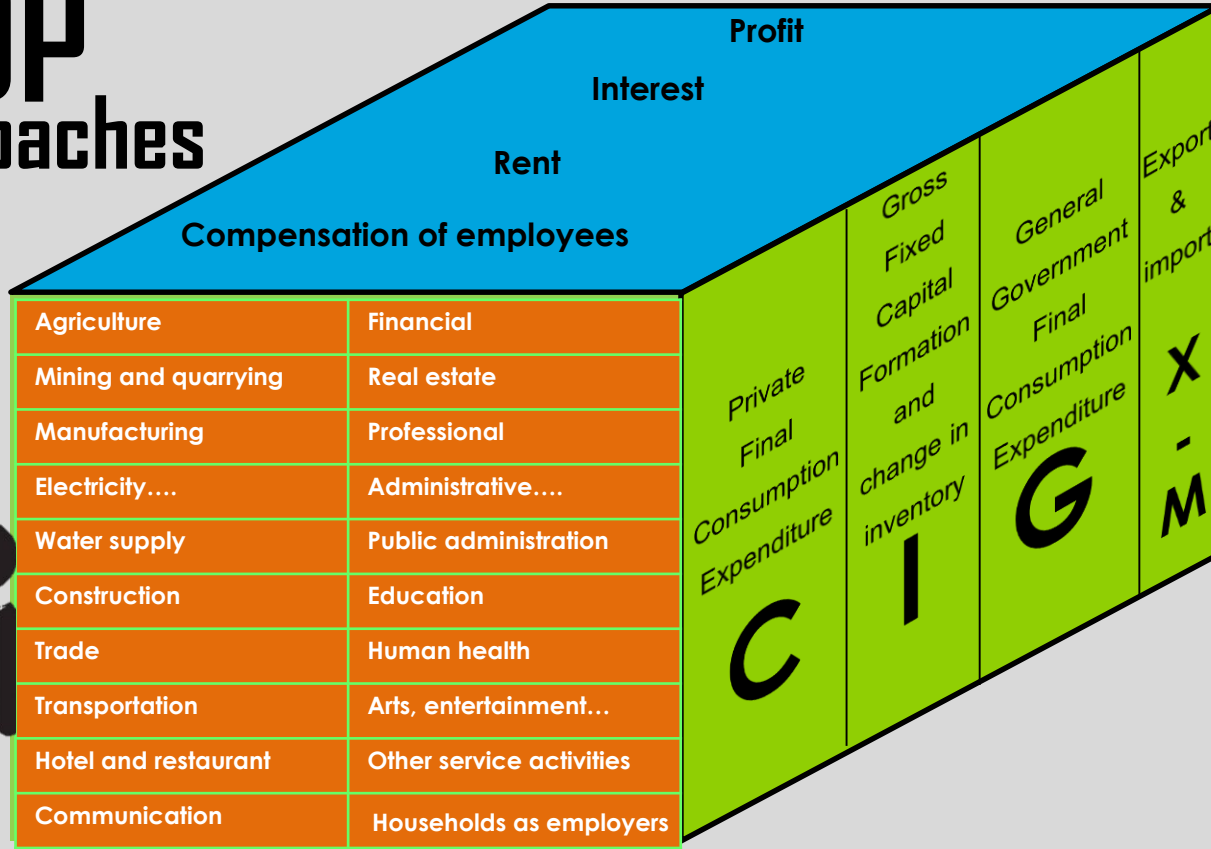 Profit
Interest
Rent
Compensation of employees
Agriculture
Financial
Mining and quarrying
Real estate
Manufacturing
Professional
Electricity....
Administrative....
Water supply
Public administration
Construction
Education
Trade
Human health
Transportation
Arts, entertainment...
Hotel and restaurant
Other service activities
Communication
Households as employers
Private
Final
Consumption
Expenditure
C
Gross
Fixed
Capital
Formation
and
change in
inventory
I
General
Government
Final
Consumption
Expenditure
G
Export
&
import
X
-
M